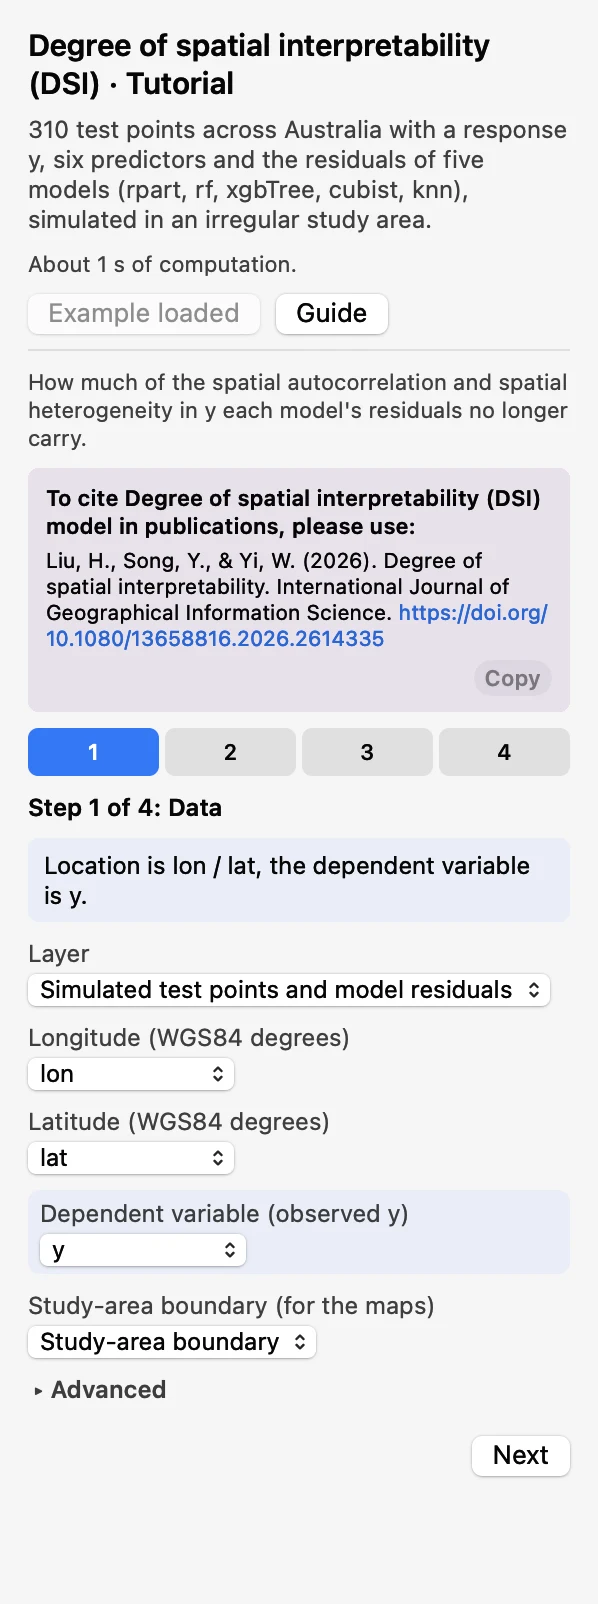 Degree of spatial interpretability
(DSI) · Tutorial
310 test points across Australia with a response
y, six predictors and the residuals of five
models (rpart, rf, xgbTree, cubist, knn),
simulated in an irregular study area.
About 1 s of computation.
Example loaded
Guide
How much of the spatial autocorrelation and spatial
heterogeneity in y each model's residuals no longer
carry.
To cite Degree of spatial interpretability (DSI)
model in publications, please use:
Liu, H., Song, Y., & Yi, W. (2026). Degree of
spatial interpretability. International Journal of
Geographical Information Science. https://doi.org/
10.1080/13658816.2026.2614335
Copy
1
2
3
4
Step 1 of 4: Data
Location is lon / lat, the dependent variable
is y.
Layer
Simulated test points and model residuals
Longitude (WGS84 degrees)
lon
Latitude (WGS84 degrees)
lat
Dependent variable (observed y)
y
Study-area boundary (for the maps)
Study-area boundary
Advanced
Next